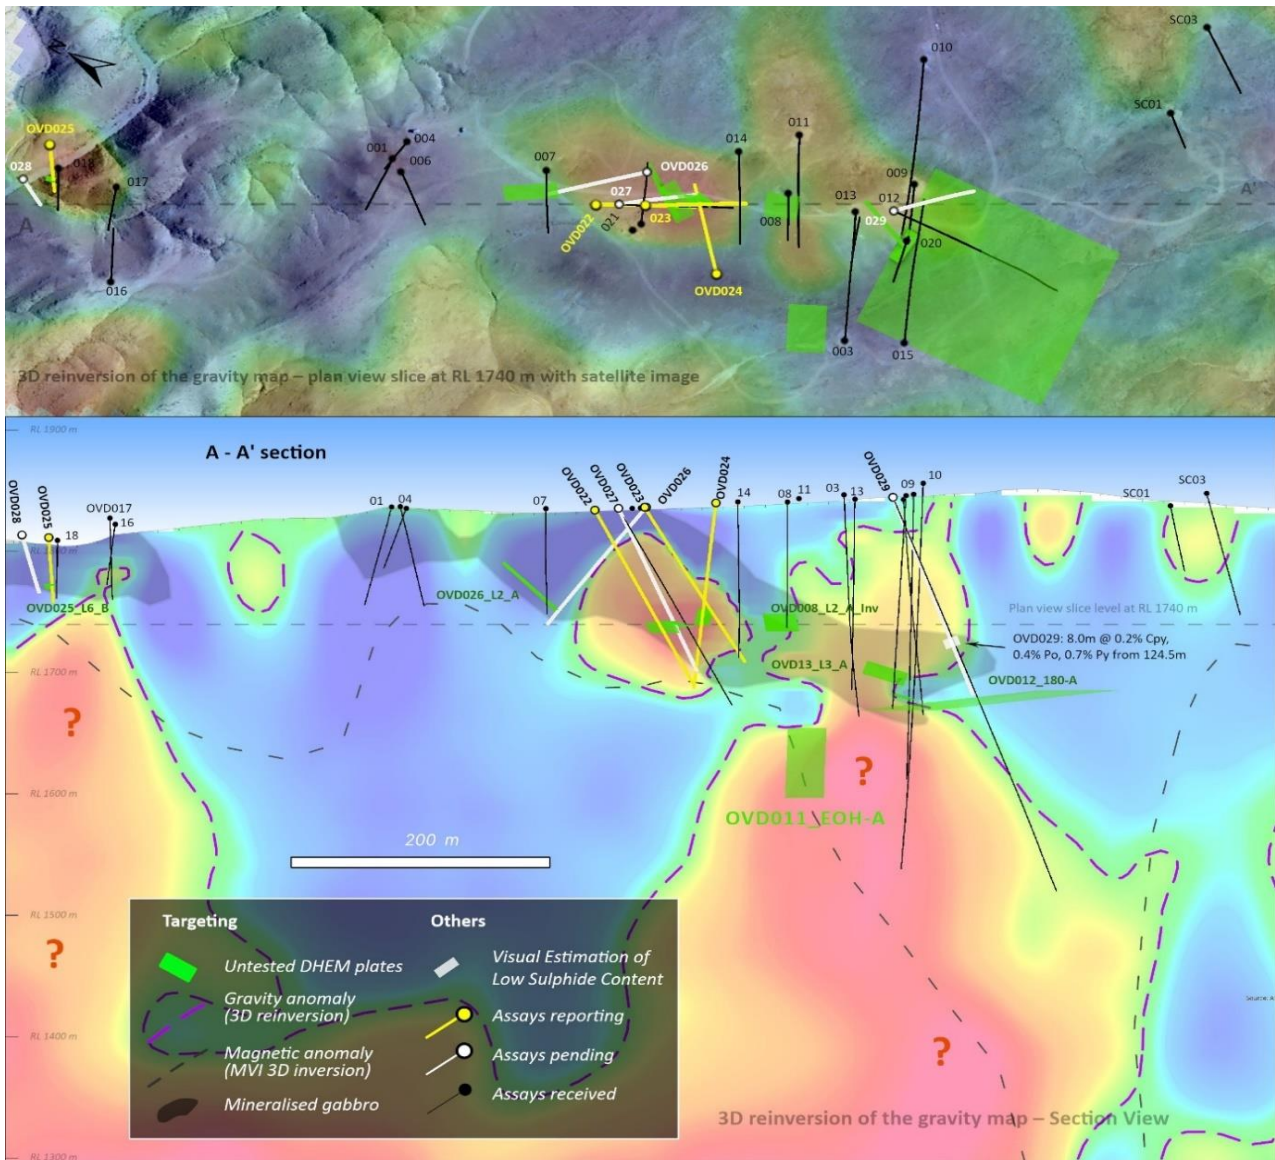 SC03
010
N
SC01
OVD025
028
018
017
016
001
004
006
007
OVD026
014
011
027
OVD022
021
023
008
013
009
012
029
020
OVD024
003
015
A
A'
3D reinversion of the gravity map – plan view slice at RL 1740 m with satellite image
RL 1900 m
A - A' section
OVD028
OVD025
18
OVD017
16
01
04
07
OVD022
OVD027
OVD023
OVD026
OVD024
14
08
11
03
13
OVD029
09
10
SC01
SC03
RL 1800 m
OVD025_L6_B
OVD026_L2_A
OVD008_L2_A_Inv
Plan view slice level at RL 1740 m
OVD029: 8.0m @ 0.2% Cpy,
0.4% Po, 0.7% Py from 124.5m
OVD13_L3_A
OVD012_180-A
RL 1700 m
?
?
RL 1600 m
OVD011_EOH-A
200 m
RL 1500 m
?
?
RL 1400 m
RL 1300 m
Targeting
Untested DHEM plates
Gravity anomaly
(3D reinversion)
Magnetic anomaly
(MVI 3D inversion)
Mineralised gabbro
Others
Visual Estimation of
Low Sulphide Content
Assays reporting
Assays pending
Assays received
3D reinversion of the gravity map – Section View